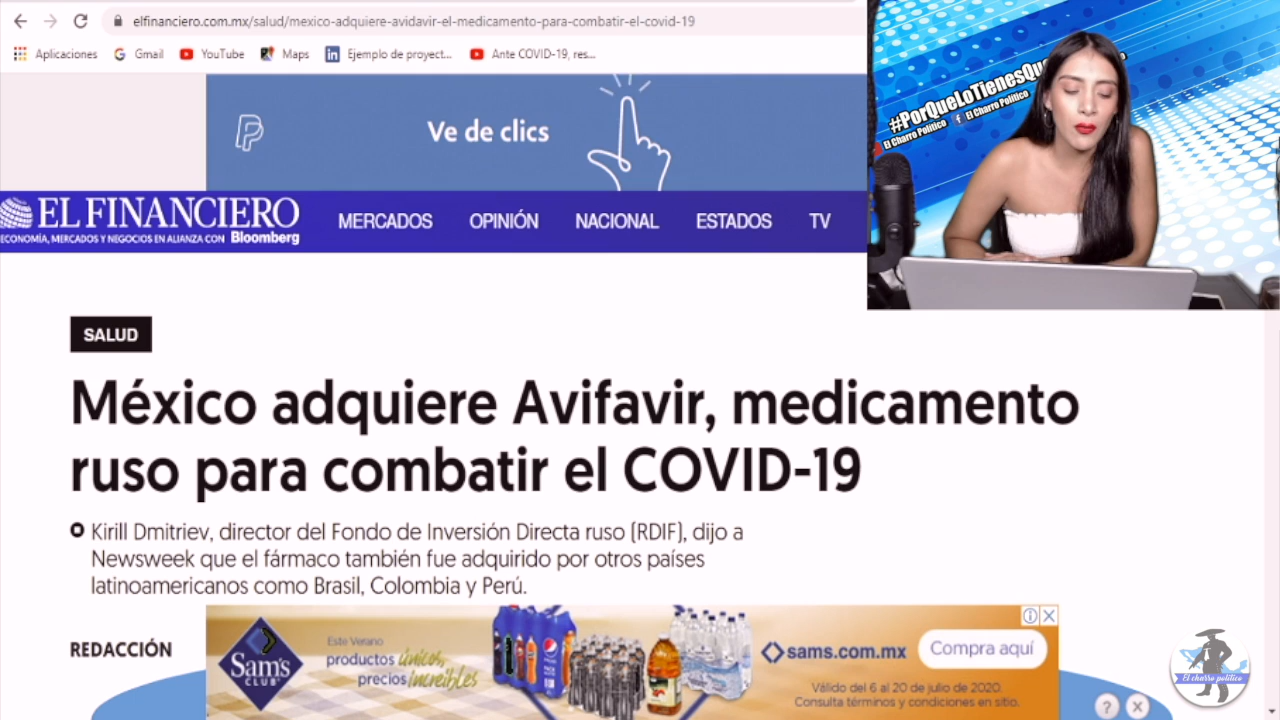 elfinanciero.com.mx/salud/mexico-adquiere-avidavir-el-medicamento-para-combatir-el-covid-19
Aplicaciones Gmail YouTube Maps Ejemplo de proyect... Ante COVID-19, res...
Ve de clics
#PorQueLoTienesQue
El Charro Político El Charro Político
EL FINANCIERO
ECONOMÍA, MERCADOS Y NEGOCIOS EN ALIANZA CON Bloomberg
MERCADOS OPINIÓN NACIONAL ESTADOS TV
SALUD
México adquiere Avifavir, medicamento
ruso para combatir el COVID-19
Kirill Dmitriev, director del Fondo de Inversión Directa ruso (RDIF), dijo a
Newsweek que el fármaco también fue adquirido por otros países
latinoamericanos como Brasil, Colombia y Perú.
REDACCIÓN
Sam's
CLUB
Este Verano
productos únicos,
precios increíbles
pepsi
sams.com.mx
Compra aquí
Válido del 6 al 20 de julio de 2020.
Consulta términos y condiciones en sitio.
El charro político